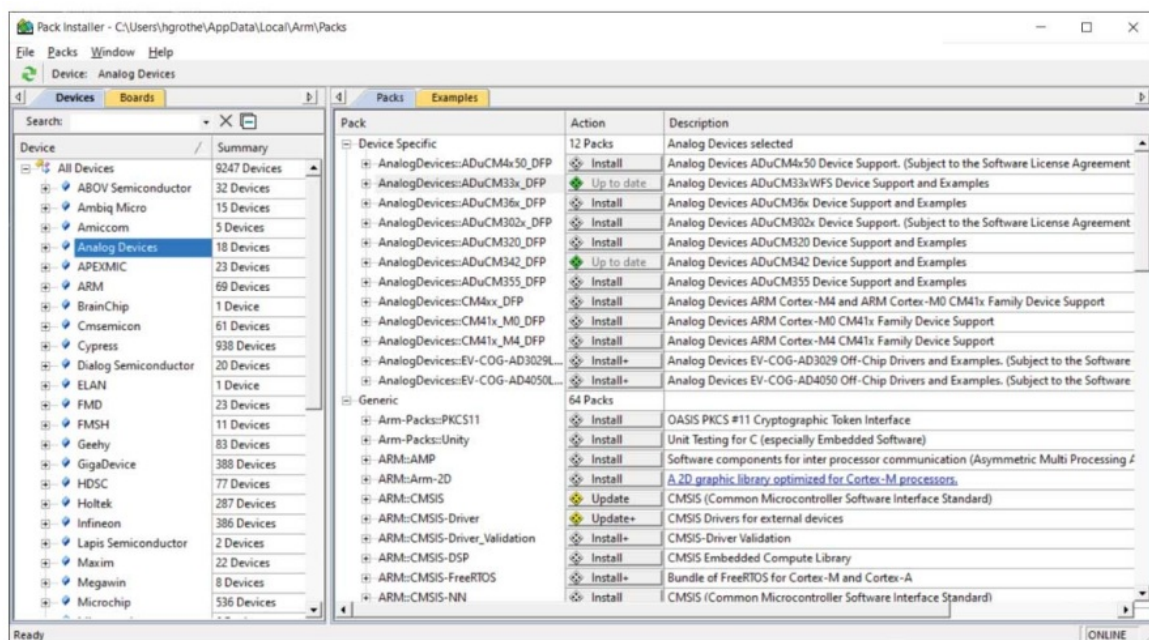 Pack Installer - C:\Users\hgrothe\AppData\Local\Arm\Packs
File Packs Window Help
Device: Analog Devices
Devices Boards
Search:
Device / Summary
All Devices 9247 Devices
ABOV Semiconductor 32 Devices
Ambiq Micro 15 Devices
Amiccom 5 Devices
Analog Devices 18 Devices
APEXMIC 23 Devices
ARM 69 Devices
BrainChip 1 Device
Cmsemicon 61 Devices
Cypress 938 Devices
Dialog Semiconductor 20 Devices
ELAN 1 Device
FMD 23 Devices
FMSH 11 Devices
Geehy 83 Devices
GigaDevice 388 Devices
HDSC 77 Devices
Holtek 287 Devices
Infineon 386 Devices
Lapis Semiconductor 2 Devices
Maxim 22 Devices
Megawin 8 Devices
Microchip 536 Devices
Packs Examples
Pack Action Description
Device Specific 12 Packs Analog Devices selected
AnalogDevices::ADuCM4x50_DFP Install Analog Devices ADuCM4x50 Device Support. (Subject to the Software License Agreement
AnalogDevices::ADuCM33x_DFP Up to date Analog Devices ADuCM33xWFS Device Support and Examples
AnalogDevices::ADuCM36x_DFP Install Analog Devices ADuCM36x Device Support and Examples
AnalogDevices::ADuCM302x_DFP Install Analog Devices ADuCM302x Device Support. (Subject to the Software License Agreement
AnalogDevices::ADuCM320_DFP Install Analog Devices ADuCM320 Device Support and Examples
AnalogDevices::ADuCM342_DFP Up to date Analog Devices ADuCM342 Device Support and Examples
AnalogDevices::ADuCM355_DFP Install Analog Devices ADuCM355 Device Support and Examples
AnalogDevices::CM4xx_DFP Install Analog Devices ARM Cortex-M4 and ARM Cortex-M0 CM41x Family Device Support
AnalogDevices::CM41x_M0_DFP Install Analog Devices ARM Cortex-M0 CM41x Family Device Support
AnalogDevices::CM41x_M4_DFP Install Analog Devices ARM Cortex-M4 CM41x Family Device Support
AnalogDevices::EV-COG-AD3029L... Install+ Analog Devices EV-COG-AD3029 Off-Chip Drivers and Examples. (Subject to the Software
AnalogDevices::EV-COG-AD4050L... Install+ Analog Devices EV-COG-AD4050 Off-Chip Drivers and Examples. (Subject to the Software
Generic 64 Packs
Arm-Packs::PKCS11 Install OASIS PKCS #11 Cryptographic Token Interface
Arm-Packs::Unity Install Unit Testing for C (especially Embedded Software)
ARM::AMP Install Software components for inter processor communication (Asymmetric Multi Processing
ARM::Arm-2D Install A 2D graphic library optimized for Cortex-M processors.
ARM::CMSIS Update CMSIS (Common Microcontroller Software Interface Standard)
ARM::CMSIS-Driver Update+ CMSIS Drivers for external devices
ARM::CMSIS-Driver_Validation Install+ CMSIS-Driver Validation
ARM::CMSIS-DSP Install CMSIS Embedded Compute Library
ARM::CMSIS-FreeRTOS Install+ Bundle of FreeRTOS for Cortex-M and Cortex-A
ARM::CMSIS-NN Install CMSIS (Common Microcontroller Software Interface Standard)
Ready ONLINE